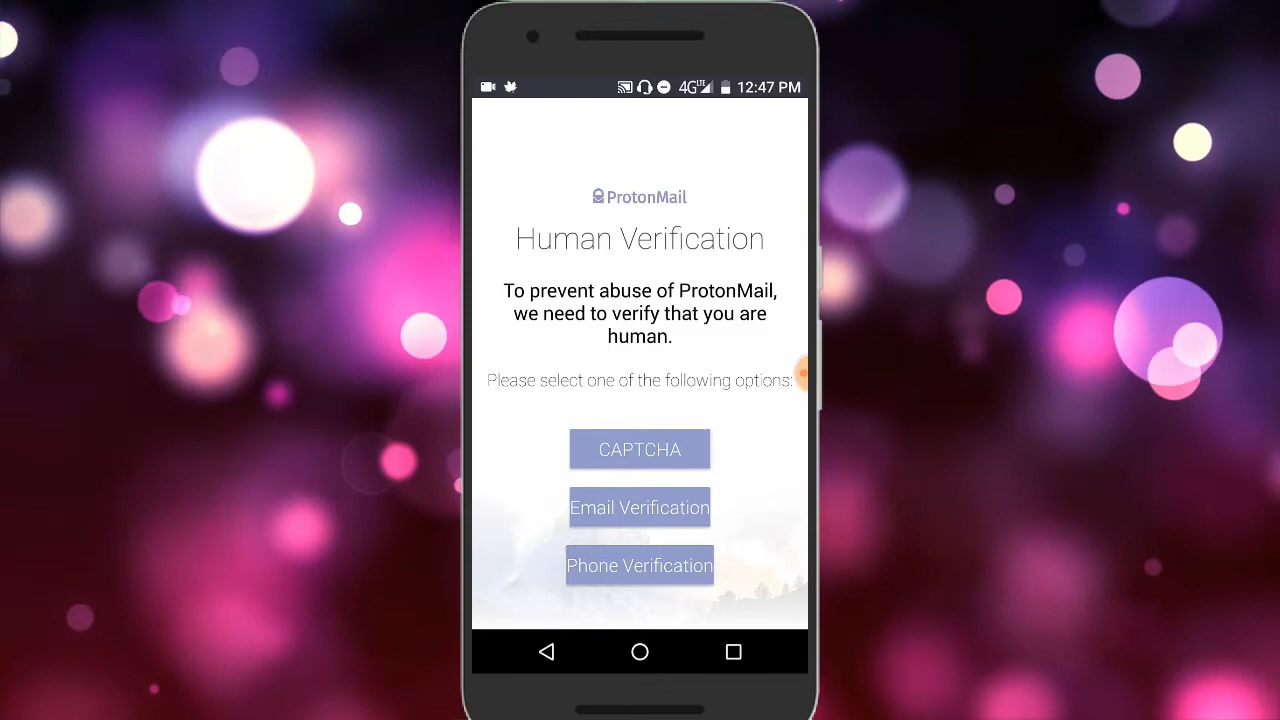 4G LTE 12:47 PM
ProtonMail
Human Verification
To prevent abuse of ProtonMail,
we need to verify that you are
human.
Please select one of the following options:
CAPTCHA
Email Verification
Phone Verification